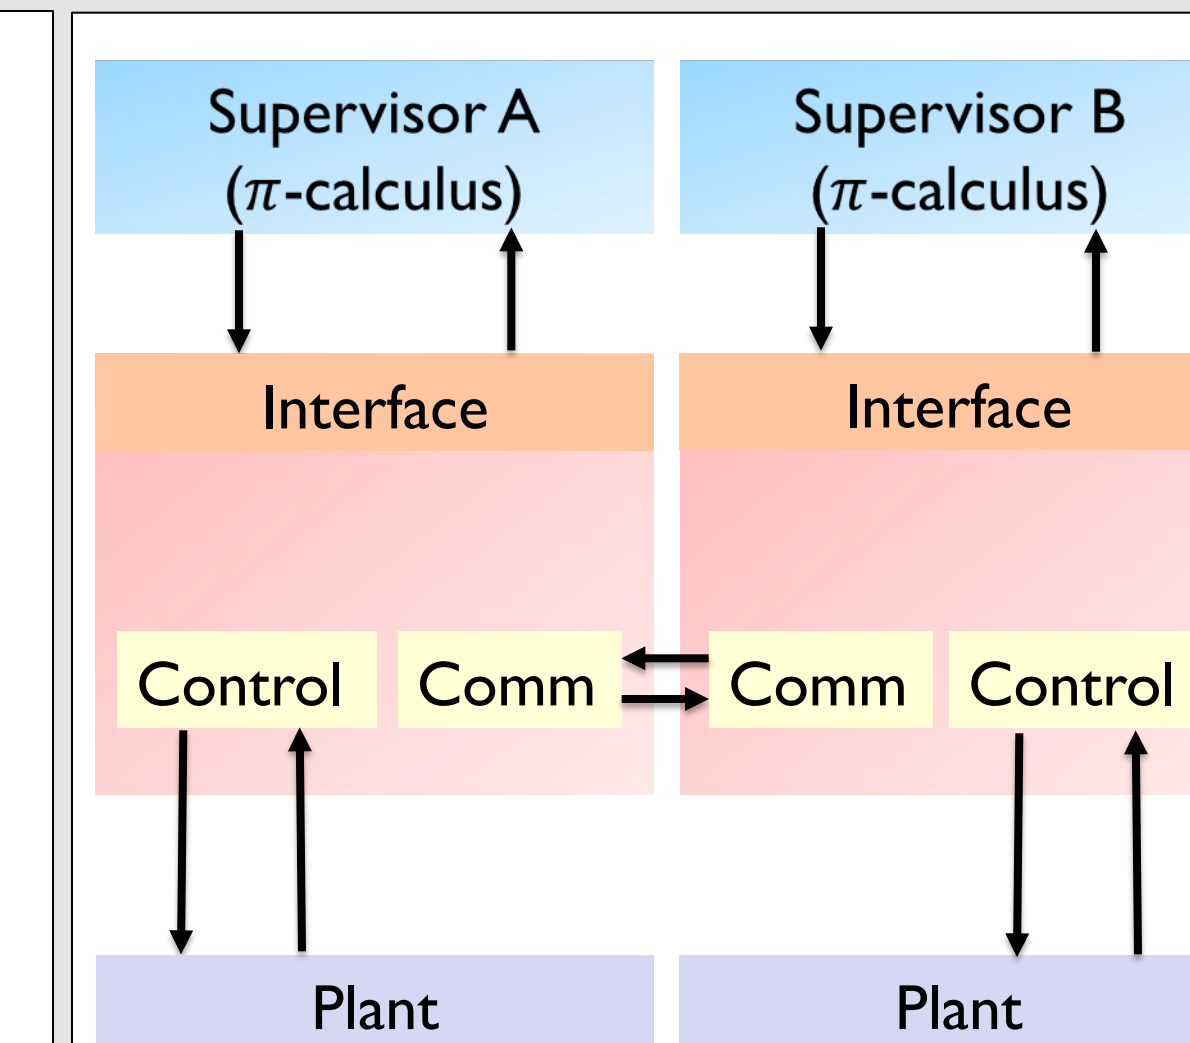 Supervisor A
(π-calculus)
Supervisor B
(π-calculus)
Interface
Interface
Control
Comm
Comm
Control
Plant
Plant